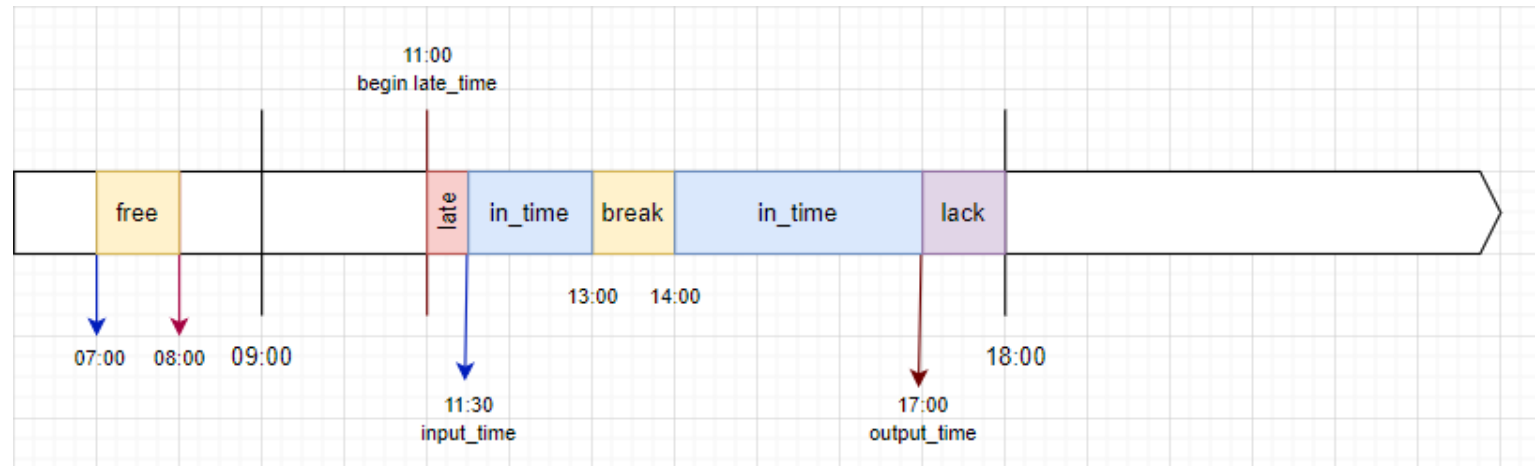 11:00
begin late_time
free
late
in_time
break
in_time
lack
13:00
14:00
07:00
08:00
09:00
18:00
11:30
input_time
17:00
output_time